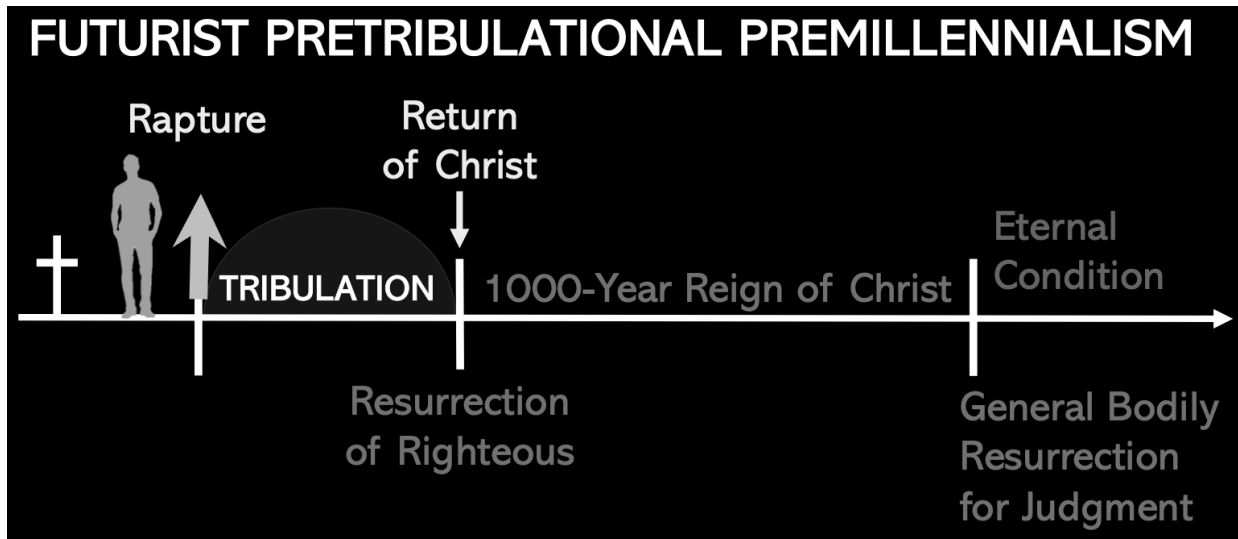 FUTURIST PRETRIBULATIONAL PREMILLENNIALISM
Rapture
Return
of Christ
TRIBULATION
1000-Year Reign of Christ
Eternal
Condition
Resurrection
of Righteous
General Bodily
Resurrection
for Judgment